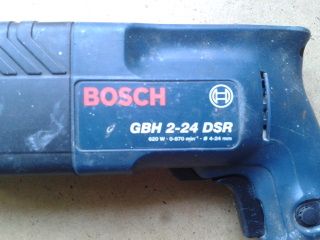 BOSCH
GBH 2-24 DSR
620 W · 0-870 min⁻¹ · Ø 4-24 mm